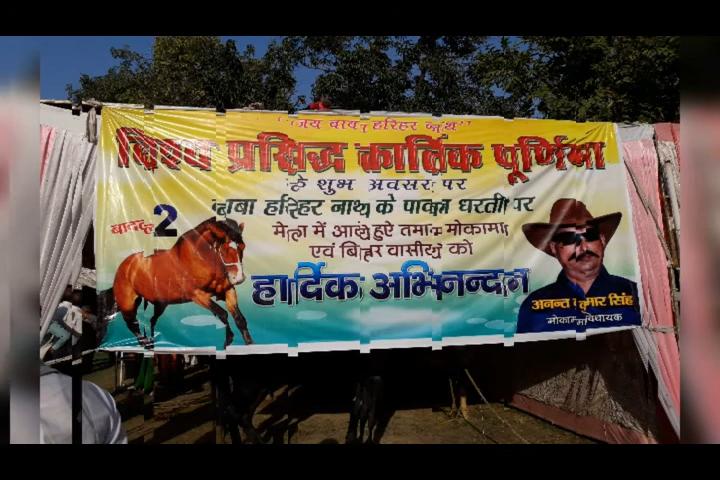 "जय बाबा हरिहर नाथ"
विश्व प्रसिद्ध कार्तिक पूर्णिमा
के शुभ अवसर पर
बाबा हरिहर नाथ के पावन धरती पर
मेला में आये हुऐ तमाम मोकामा
एवं बिहार वासीयों को
हार्दिक अभिनन्दन
2
अनन्त कुमार सिंह
मोकामा विधायक